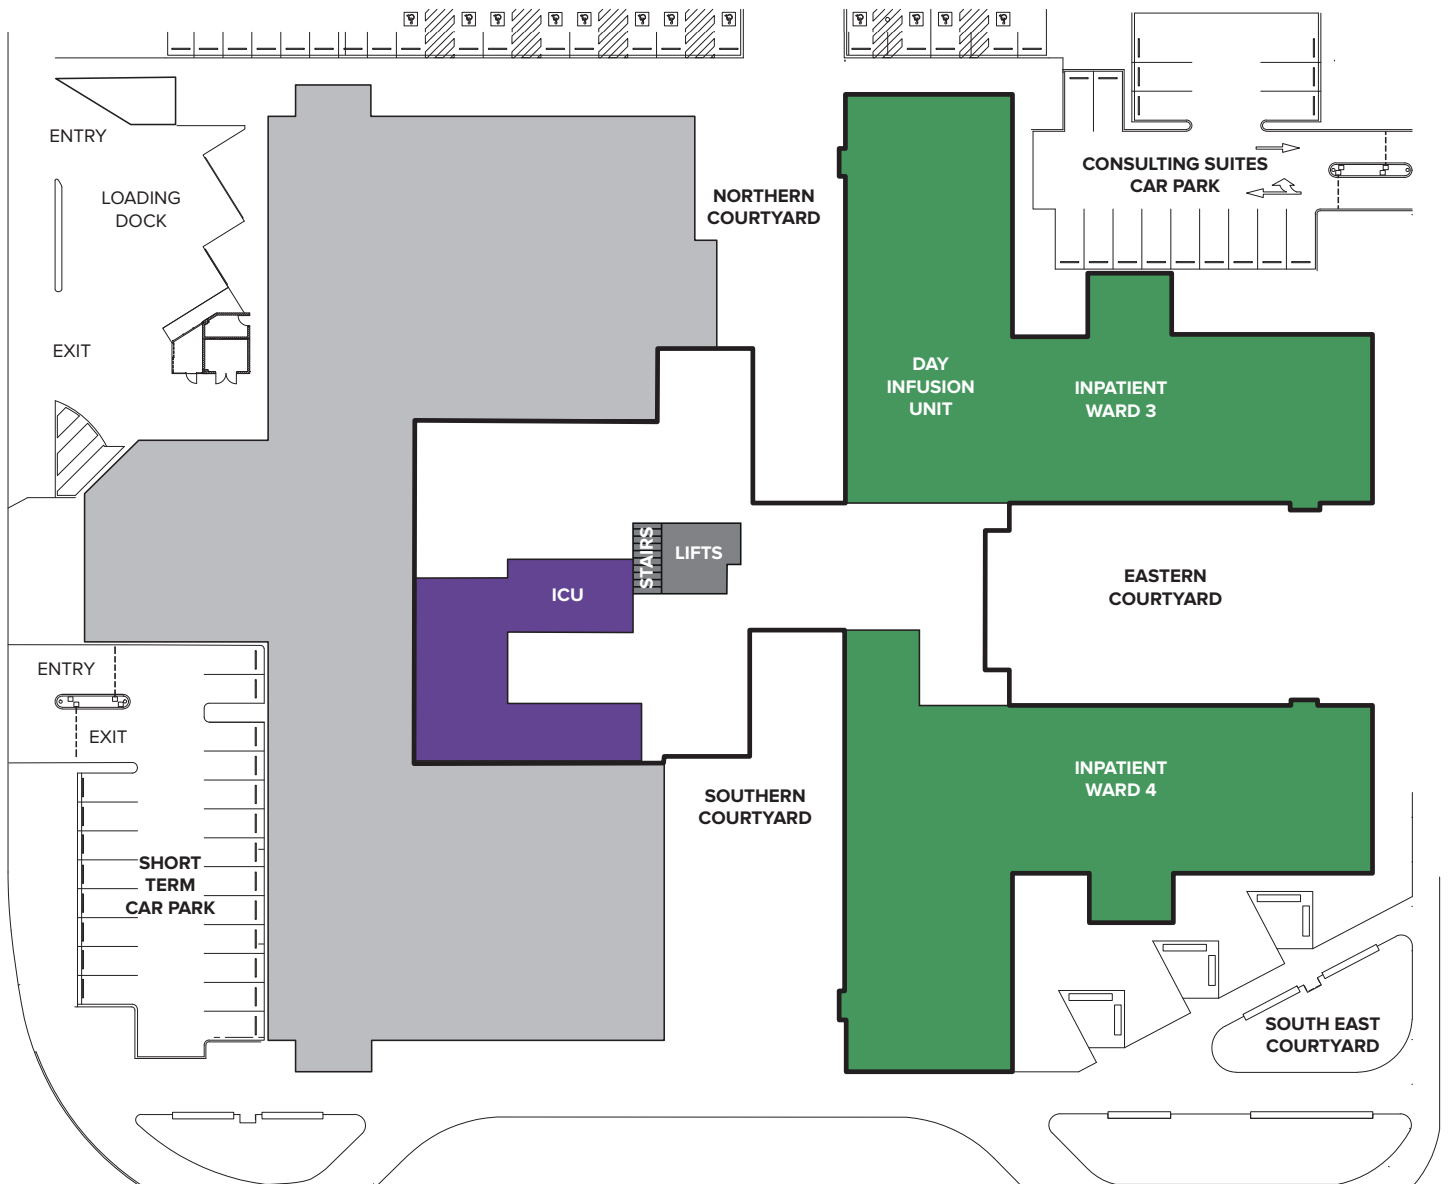 ENTRY
LOADING
DOCK
EXIT
NORTHERN
COURTYARD
CONSULTING SUITES
CAR PARK
DAY
INFUSION
UNIT
INPATIENT
WARD 3
STAIRS
LIFTS
ICU
EASTERN
COURTYARD
ENTRY
EXIT
SHORT
TERM
CAR PARK
SOUTHERN
COURTYARD
INPATIENT
WARD 4
SOUTH EAST
COURTYARD